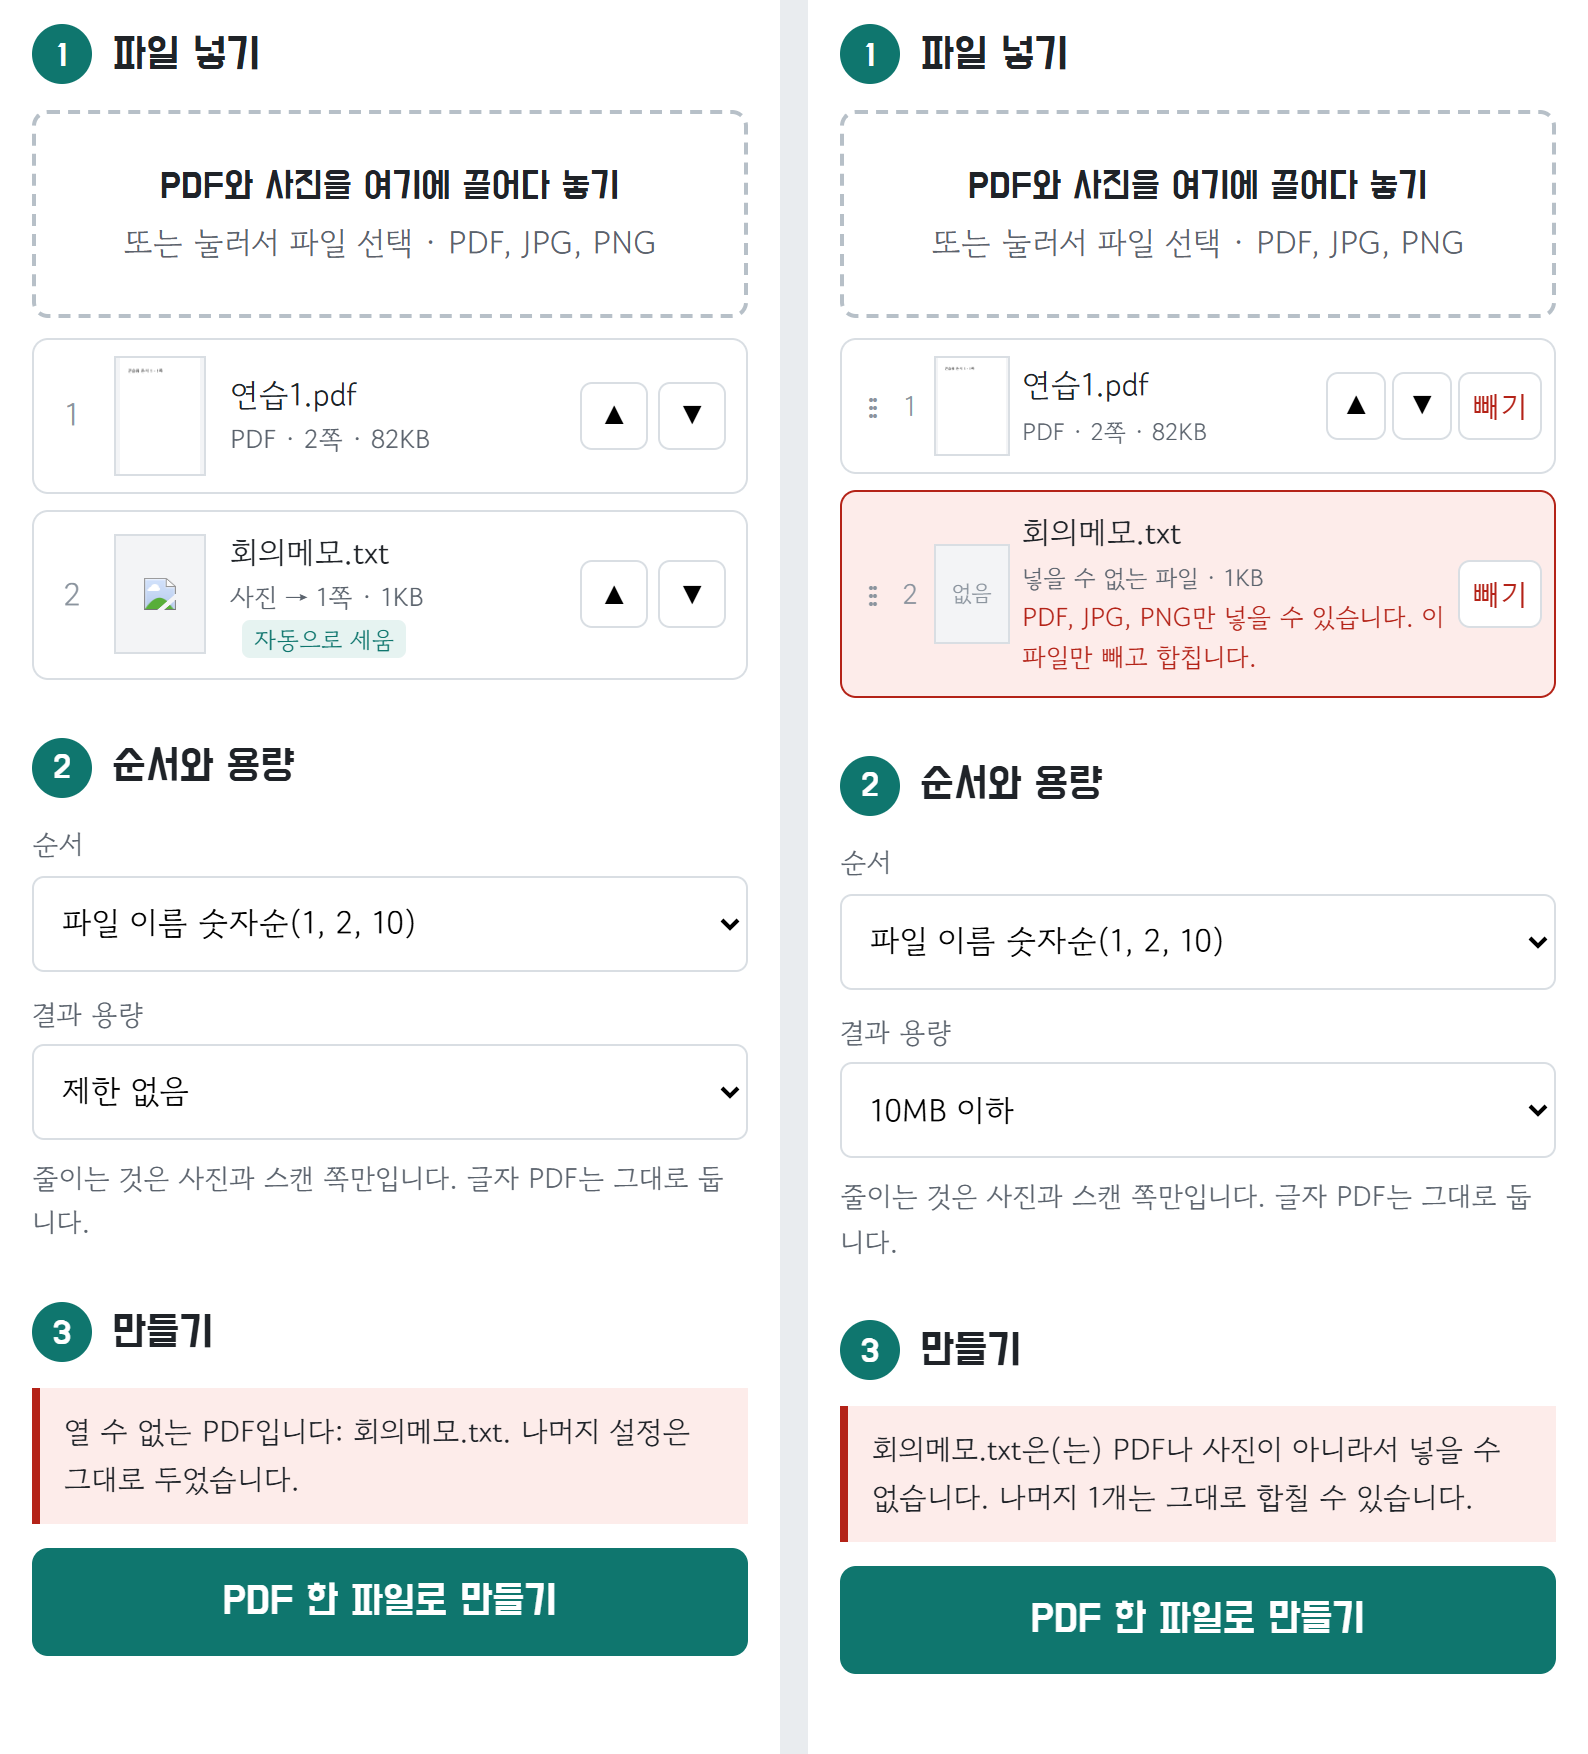 1 파일 넣기
PDF와 사진을 여기에 끌어다 놓기
또는 눌러서 파일 선택 · PDF, JPG, PNG
1
연습1.pdf
PDF · 2쪽 · 82KB
▲ ▼
2
회의메모.txt
사진 → 1쪽 · 1KB
자동으로 세움
▲ ▼
2 순서와 용량
순서
파일 이름 숫자순(1, 2, 10)
결과 용량
제한 없음
줄이는 것은 사진과 스캔 쪽만입니다. 글자 PDF는 그대로 둡
니다.
3 만들기
열 수 없는 PDF입니다: 회의메모.txt. 나머지 설정은
그대로 두었습니다.
PDF 한 파일로 만들기
1 파일 넣기
PDF와 사진을 여기에 끌어다 놓기
또는 눌러서 파일 선택 · PDF, JPG, PNG
1
연습1.pdf
PDF · 2쪽 · 82KB
▲ ▼ 빼기
2
없음
회의메모.txt
넣을 수 없는 파일 · 1KB
PDF, JPG, PNG만 넣을 수 있습니다. 이
파일만 빼고 합칩니다.
빼기
2 순서와 용량
순서
파일 이름 숫자순(1, 2, 10)
결과 용량
10MB 이하
줄이는 것은 사진과 스캔 쪽만입니다. 글자 PDF는 그대로 둡
니다.
3 만들기
회의메모.txt은(는) PDF나 사진이 아니라서 넣을 수
없습니다. 나머지 1개는 그대로 합칠 수 있습니다.
PDF 한 파일로 만들기